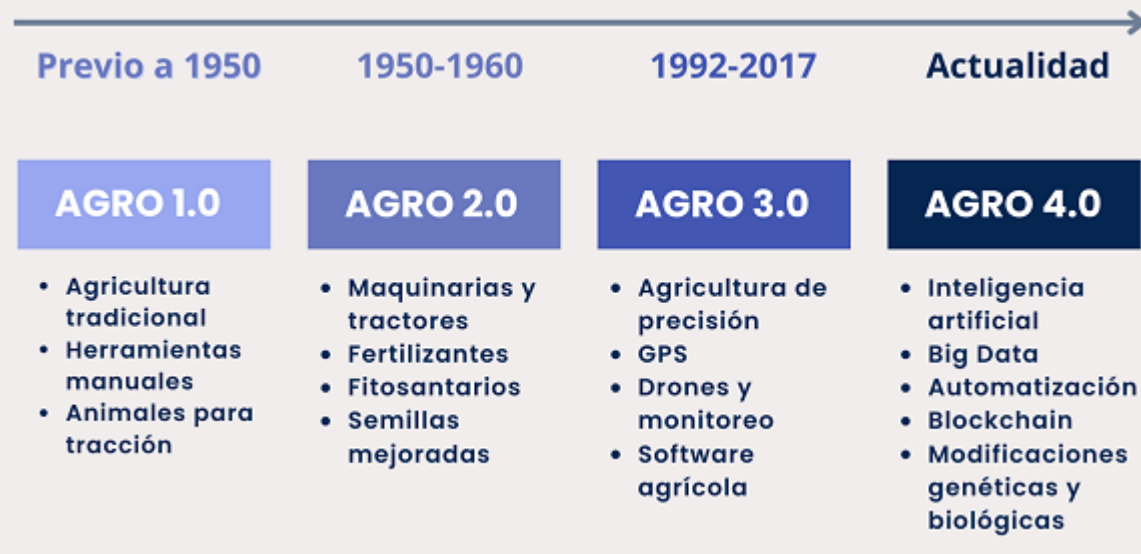 Previo a 1950
1950-1960
1992-2017
Actualidad
AGRO 1.0
AGRO 2.0
AGRO 3.0
AGRO 4.0
• Agricultura
tradicional
• Herramientas
manuales
• Animales para
tracción
• Maquinarias y
tractores
• Fertilizantes
• Fitosantarios
• Semillas
mejoradas
• Agricultura de
precisión
• GPS
• Drones y
monitoreo
• Software
agrícola
• Inteligencia
artificial
• Big Data
• Automatización
• Blockchain
• Modificaciones
genéticas y
biológicas